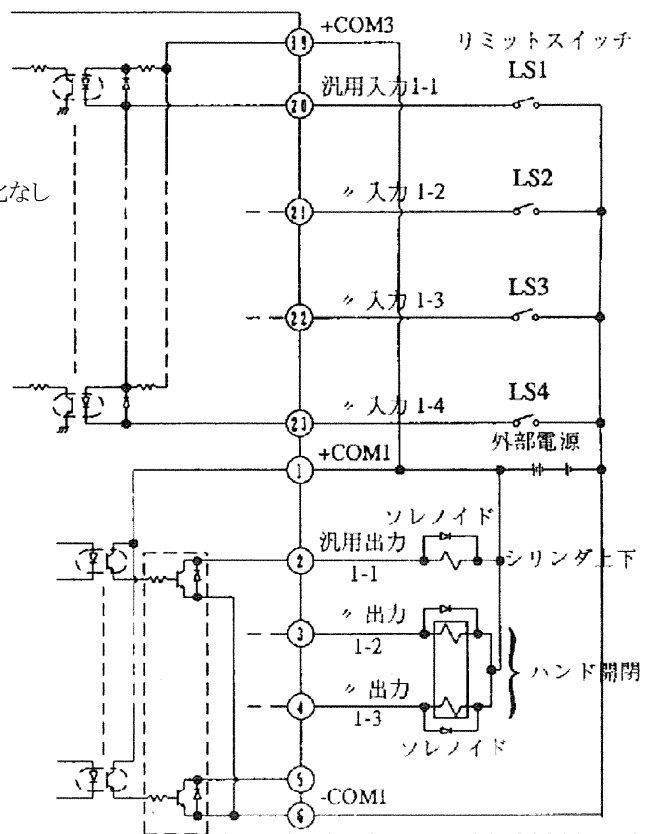 +COM3
19
リミットスイッチ
LS1
汎用入力1-1
20
化なし
LS2
〃 入力 1-2
21
LS3
〃 入力 1-3
22
LS4
〃 入力 1-4
23
外部電源
+COM1
1
ソレノイド
汎用出力
1-1
2
シリンダ上下
〃 出力
1-2
3
ハンド開閉
〃 出力
1-3
4
ソレノイド
5
-COM1
6